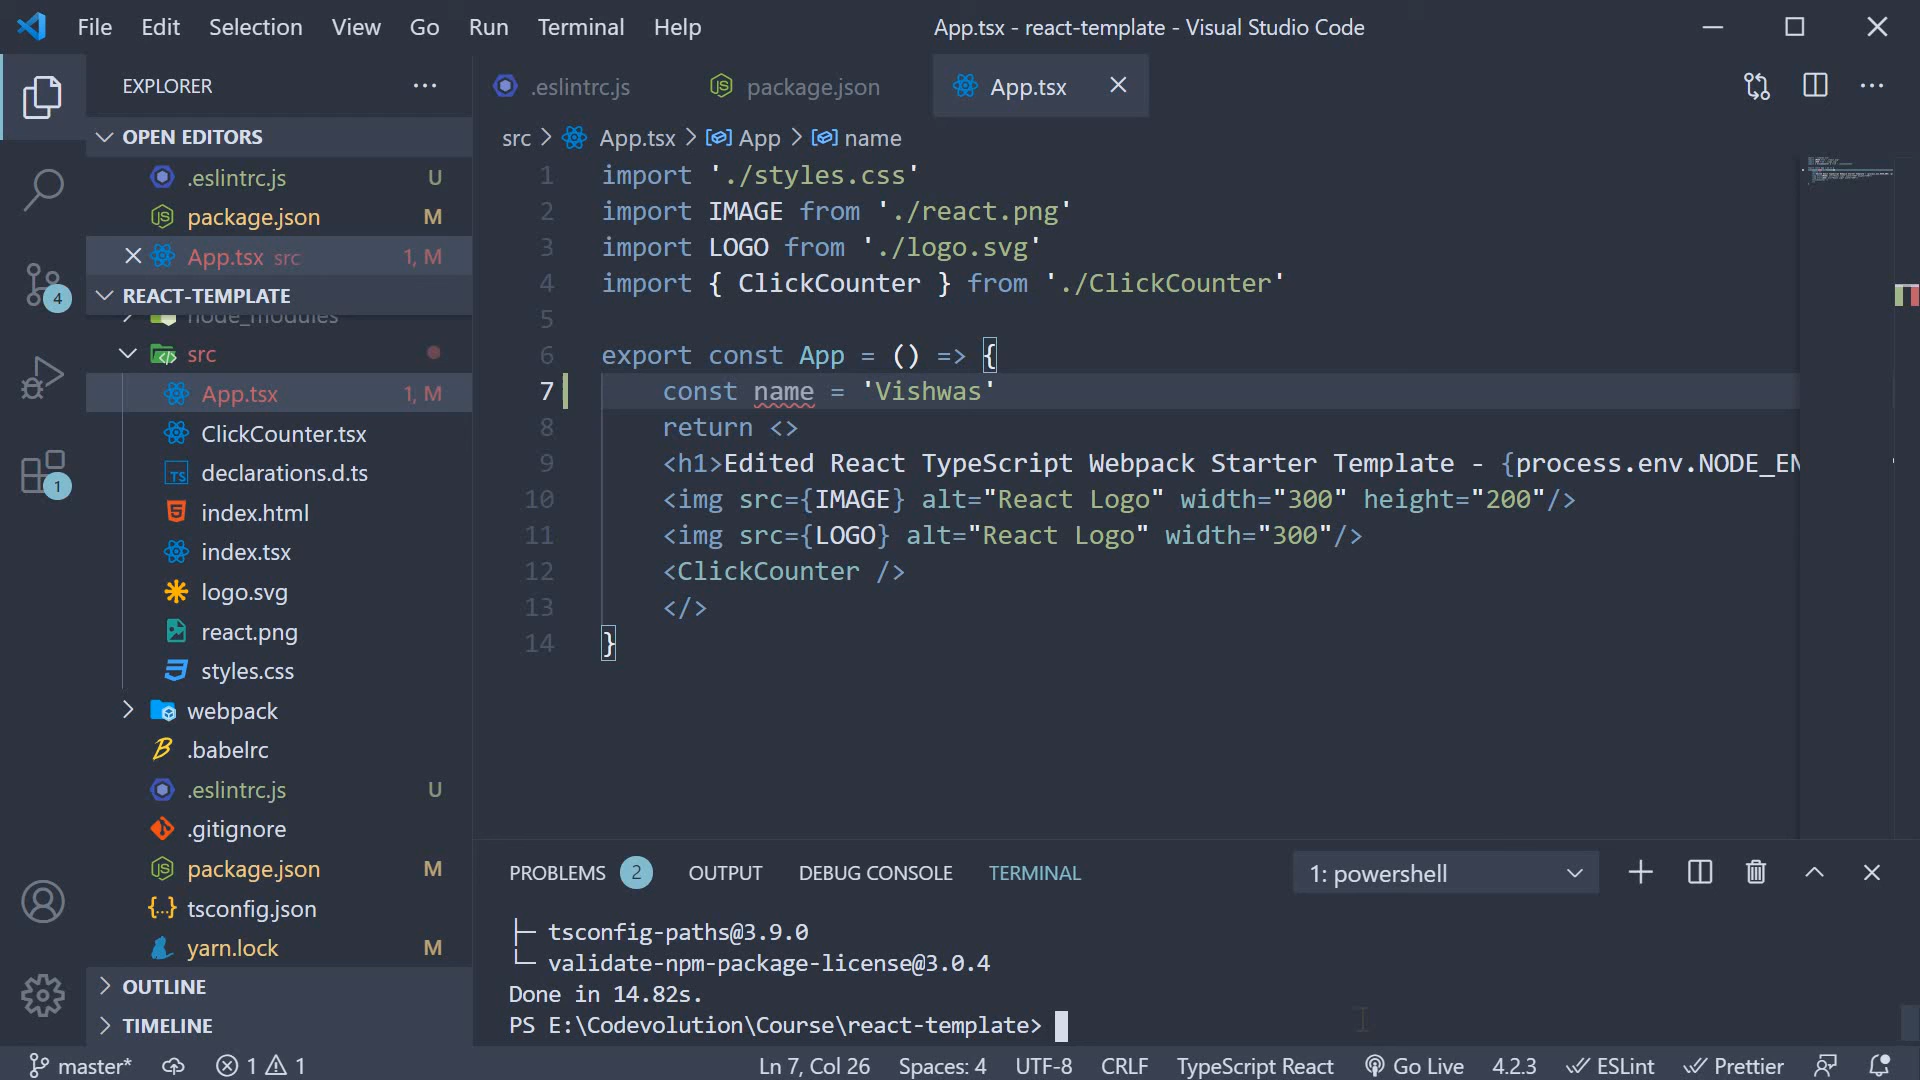 File Edit Selection View Go Run Terminal Help App.tsx - react-template - Visual Studio Code
EXPLORER
OPEN EDITORS
.eslintrc.js U
package.json M
App.tsx src 1, M
REACT-TEMPLATE
node_modules
src
App.tsx 1, M
ClickCounter.tsx
TS declarations.d.ts
index.html
index.tsx
logo.svg
react.png
styles.css
webpack
.babelrc
.eslintrc.js U
.gitignore
package.json M
tsconfig.json
yarn.lock M
OUTLINE
TIMELINE
4
1
.eslintrc.js package.json App.tsx
src > App.tsx > App > name
1 import './styles.css'
2 import IMAGE from './react.png'
3 import LOGO from './logo.svg'
4 import { ClickCounter } from './ClickCounter'
5
6 export const App = () => {
7 const name = 'Vishwas'
8 return <>
9 <h1>Edited React TypeScript Webpack Starter Template - {process.env.NODE_EN
10 <img src={IMAGE} alt="React Logo" width="300" height="200"/>
11 <img src={LOGO} alt="React Logo" width="300"/>
12 <ClickCounter />
13 </>
14 }
PROBLEMS 2 OUTPUT DEBUG CONSOLE TERMINAL 1: powershell
├─ tsconfig-paths@3.9.0
└─ validate-npm-package-license@3.0.4
Done in 14.82s.
PS E:\Codevolution\Course\react-template>
master* 1 1 Ln 7, Col 26 Spaces: 4 UTF-8 CRLF TypeScript React Go Live 4.2.3 ESLint Prettier